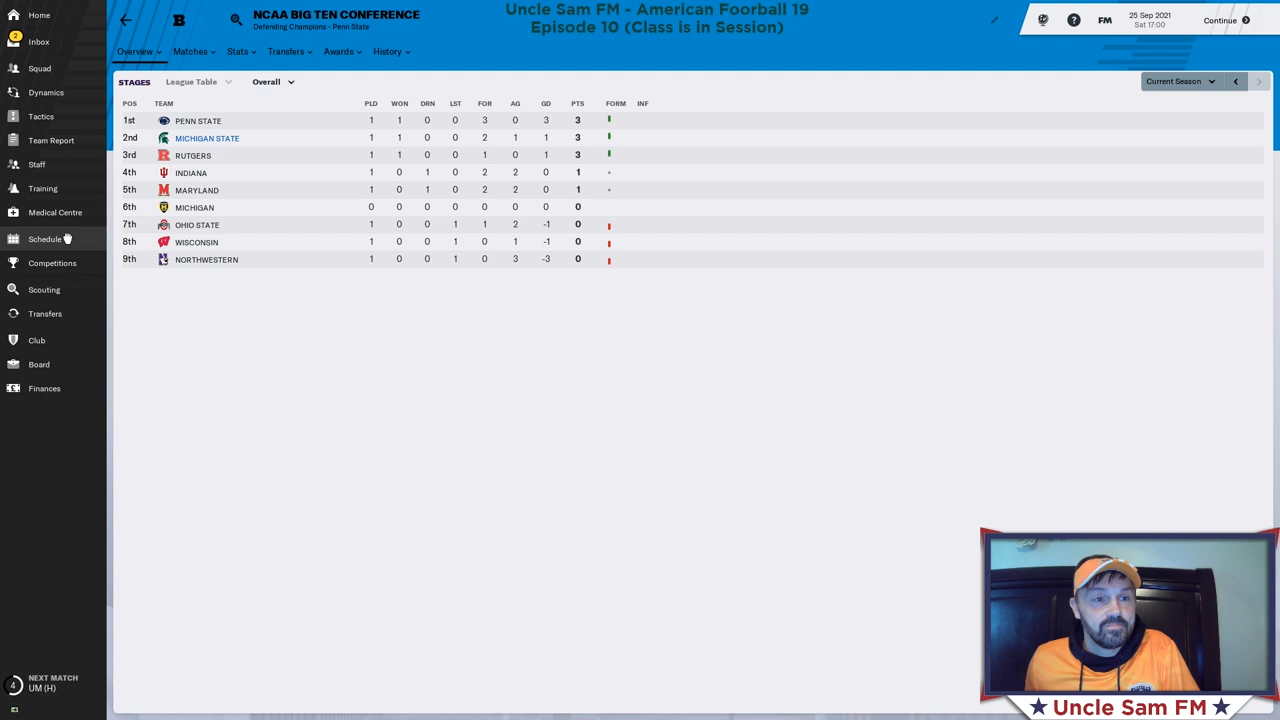 Uncle Sam FM - American Foorball 19
Episode 10 (Class is in Session)
Home
2
Inbox
Squad
Dynamics
Tactics
Team Report
Staff
Training
Medical Centre
Schedule
Competitions
Scouting
Transfers
Club
Board
Finances
4
NEXT MATCH
UM (H)
B
NCAA BIG TEN CONFERENCE
Defending Champions - Penn State
?
FM
25 Sep 2021
Sat 17:00
Continue
Overview
Matches
Stats
Transfers
Awards
History
STAGES
League Table
Overall
Current Season
POS TEAM PLD WON DRN LST FOR AG GD PTS FORM INF
1st PENN STATE 1 1 0 0 3 0 3 3
2nd MICHIGAN STATE 1 1 0 0 2 1 1 3
3rd RUTGERS 1 1 0 0 1 0 1 3
4th INDIANA 1 0 1 0 2 2 0 1
5th MARYLAND 1 0 1 0 2 2 0 1
6th MICHIGAN 0 0 0 0 0 0 0 0
7th OHIO STATE 1 0 0 1 1 2 -1 0
8th WISCONSIN 1 0 0 1 0 1 -1 0
9th NORTHWESTERN 1 0 0 1 0 3 -3 0
★ Uncle Sam FM ★